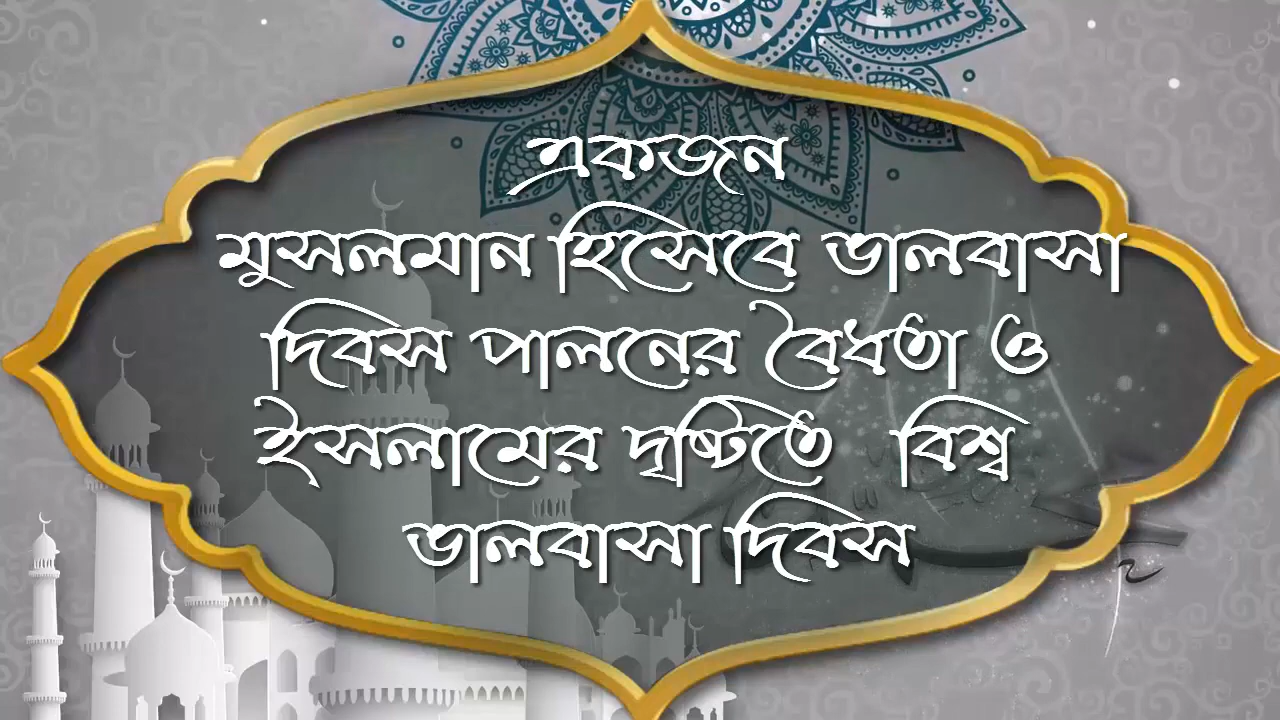 একজন
মুসলমান হিসেবে ভালবাসা
দিবস পালনের বৈধতা ও
ইসলামের দৃষ্টিতে বিশ্ব
ভালবাসা দিবস